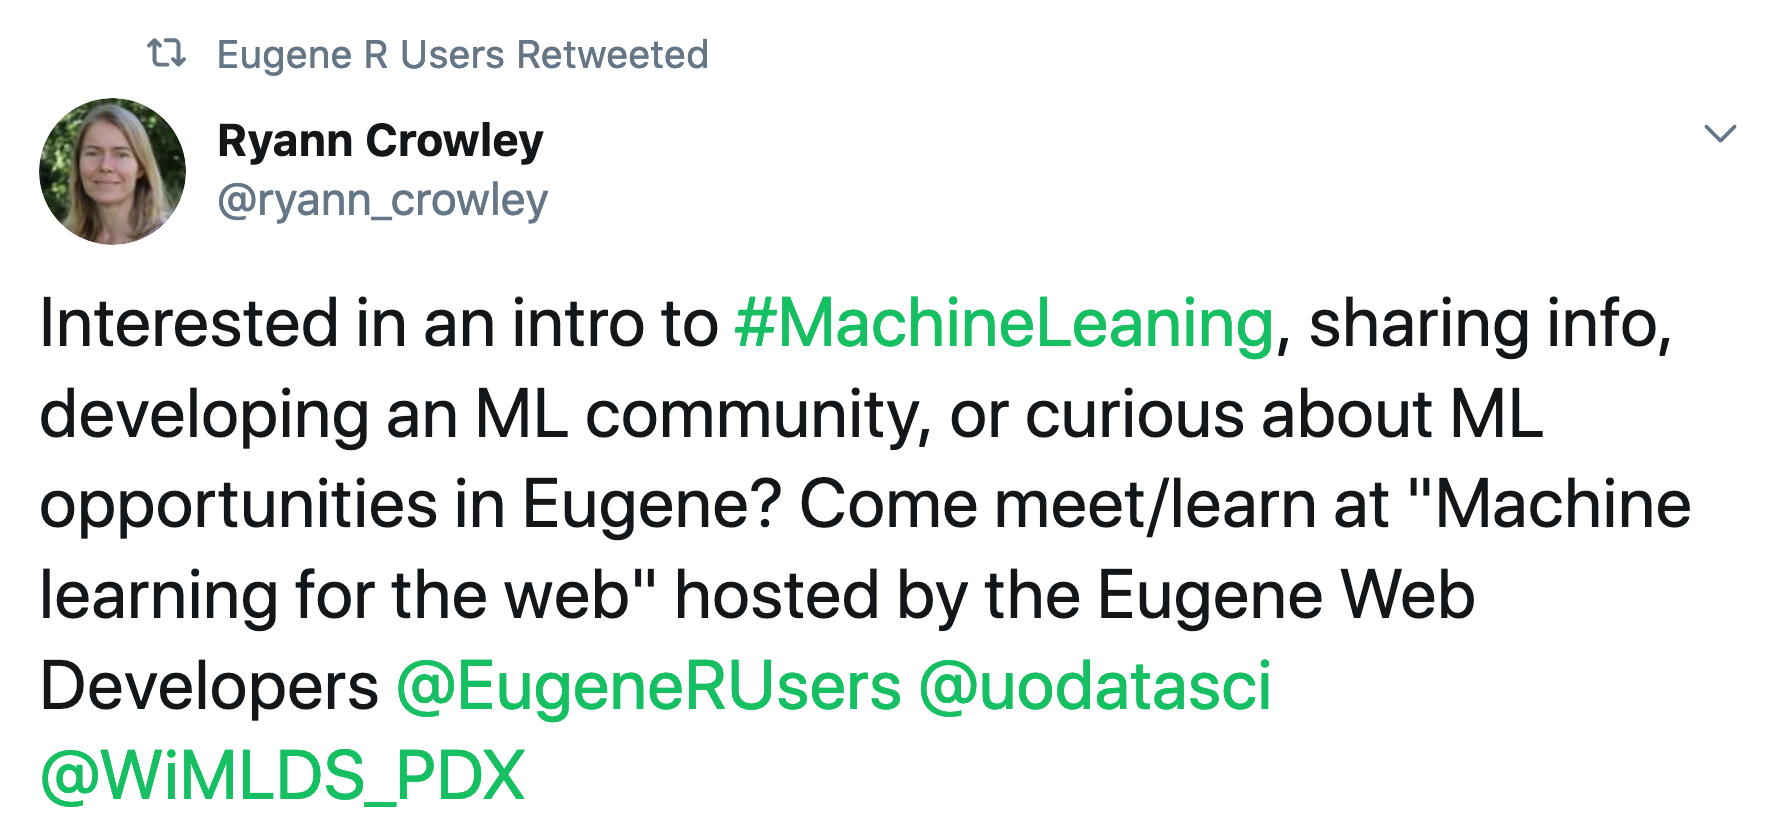 Eugene R Users Retweeted
Ryann Crowley
@ryann_crowley
Interested in an intro to #MachineLeaning, sharing info,
developing an ML community, or curious about ML
opportunities in Eugene? Come meet/learn at "Machine
learning for the web" hosted by the Eugene Web
Developers @EugeneRUsers @uodatasci
@WiMLDS_PDX